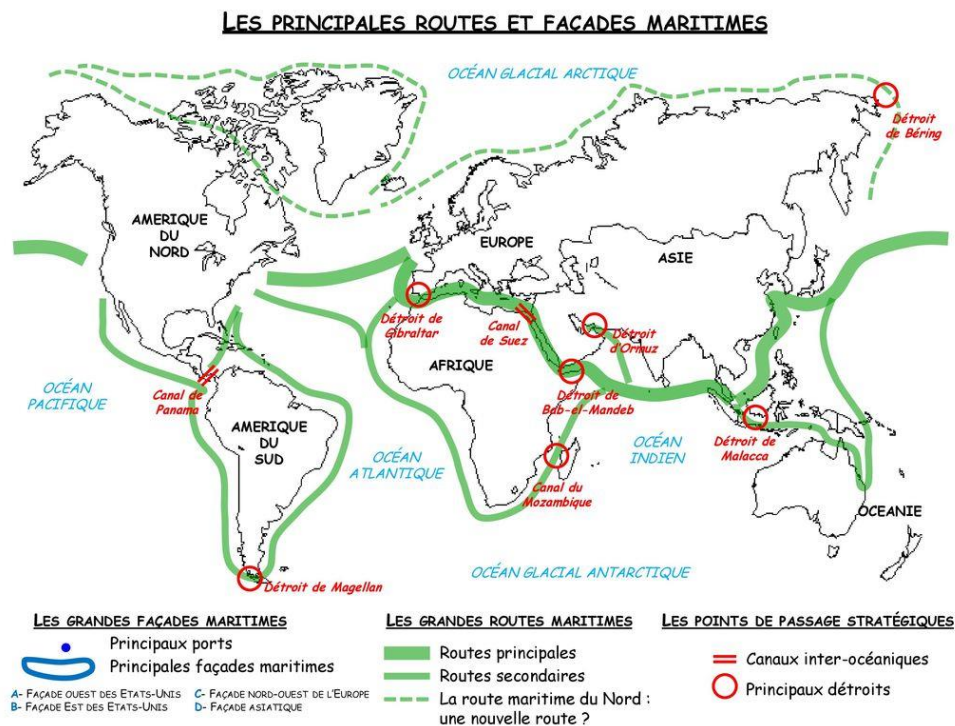 LES PRINCIPALES ROUTES ET FAÇADES MARITIMES
OCÉAN GLACIAL ARCTIQUE
Détroit
de Béring
AMÉRIQUE
DU
NORD
EUROPE
ASIE
Détroit de
Gibraltar
Canal
de Suez
Détroit
d'Ormuz
AFRIQUE
OCÉAN
PACIFIQUE
Canal de
Panama
Détroit de
Bab-el-Mandeb
AMERIQUE
DU
SUD
OCÉAN
ATLANTIQUE
OCÉAN
INDIEN
Détroit de
Malacca
Canal du
Mozambique
OCEANIE
OCÉAN GLACIAL ANTARCTIQUE
Détroit de Magellan
LES GRANDES FAÇADES MARITIMES
Principaux ports
Principales façades maritimes
A- FAÇADE OUEST DES ETATS-UNIS
B- FAÇADE EST DES ETATS-UNIS
C- FAÇADE NORD-OUEST DE L'EUROPE
D- FAÇADE ASIATIQUE
LES GRANDES ROUTES MARITIMES
Routes principales
Routes secondaires
La route maritime du Nord :
une nouvelle route ?
LES POINTS DE PASSAGE STRATÉGIQUES
Canaux inter-océaniques
Principaux détroits